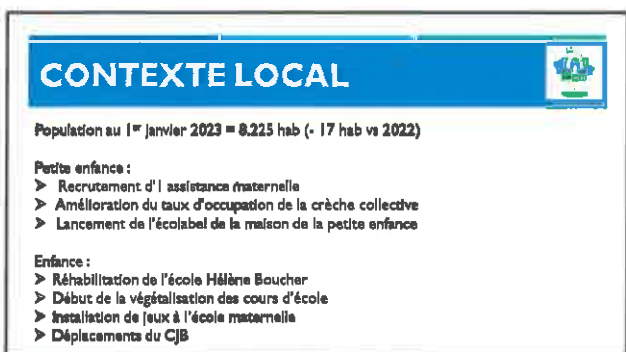 CONTEXTE LOCAL
Population au 1er janvier 2023 = 8.225 hab (- 17 hab vs 2022)
Petite enfance :
➤ Recrutement d'1 assistance maternelle
➤ Amélioration du taux d'occupation de la crèche collective
➤ Lancement de l'écolabel de la maison de la petite enfance
Enfance :
➤ Réhabilitation de l'école Hélène Boucher
➤ Début de la végétalisation des cours d'école
➤ Installation de jeux à l'école maternelle
➤ Déplacements du CJB